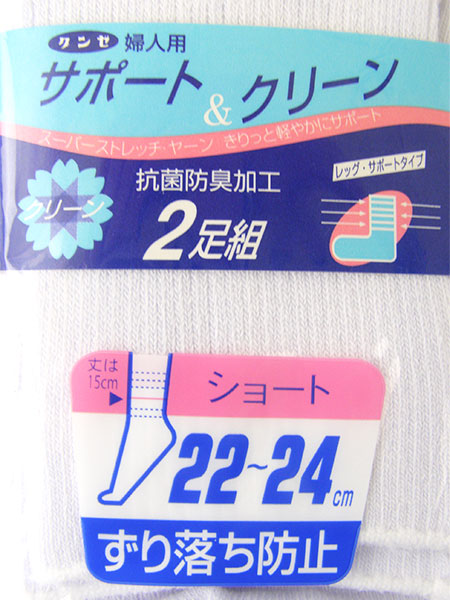 グンゼ 婦人用
サポート&クリーン
スーパーストレッチ・ヤーン / きりっと軽やかにサポート
クリーン
抗菌防臭加工
2足組
レッグ・サポートタイプ
丈は
15cm
ショート
22~24cm
ずり落ち防止